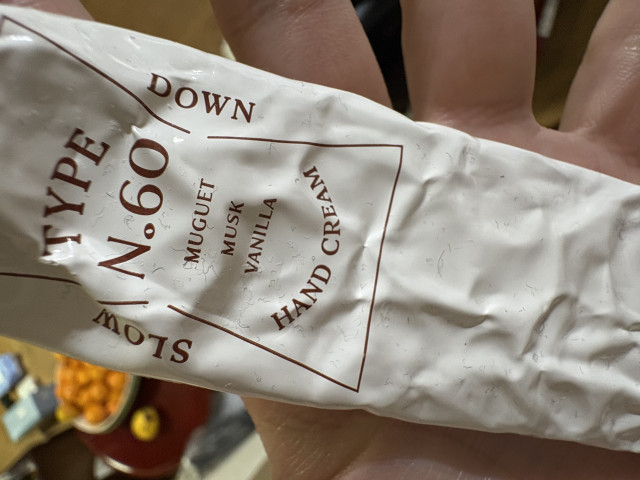 SLOW
DOWN
TYPE
N.60
MUGUET
MUSK
VANILLA
HAND CREAM